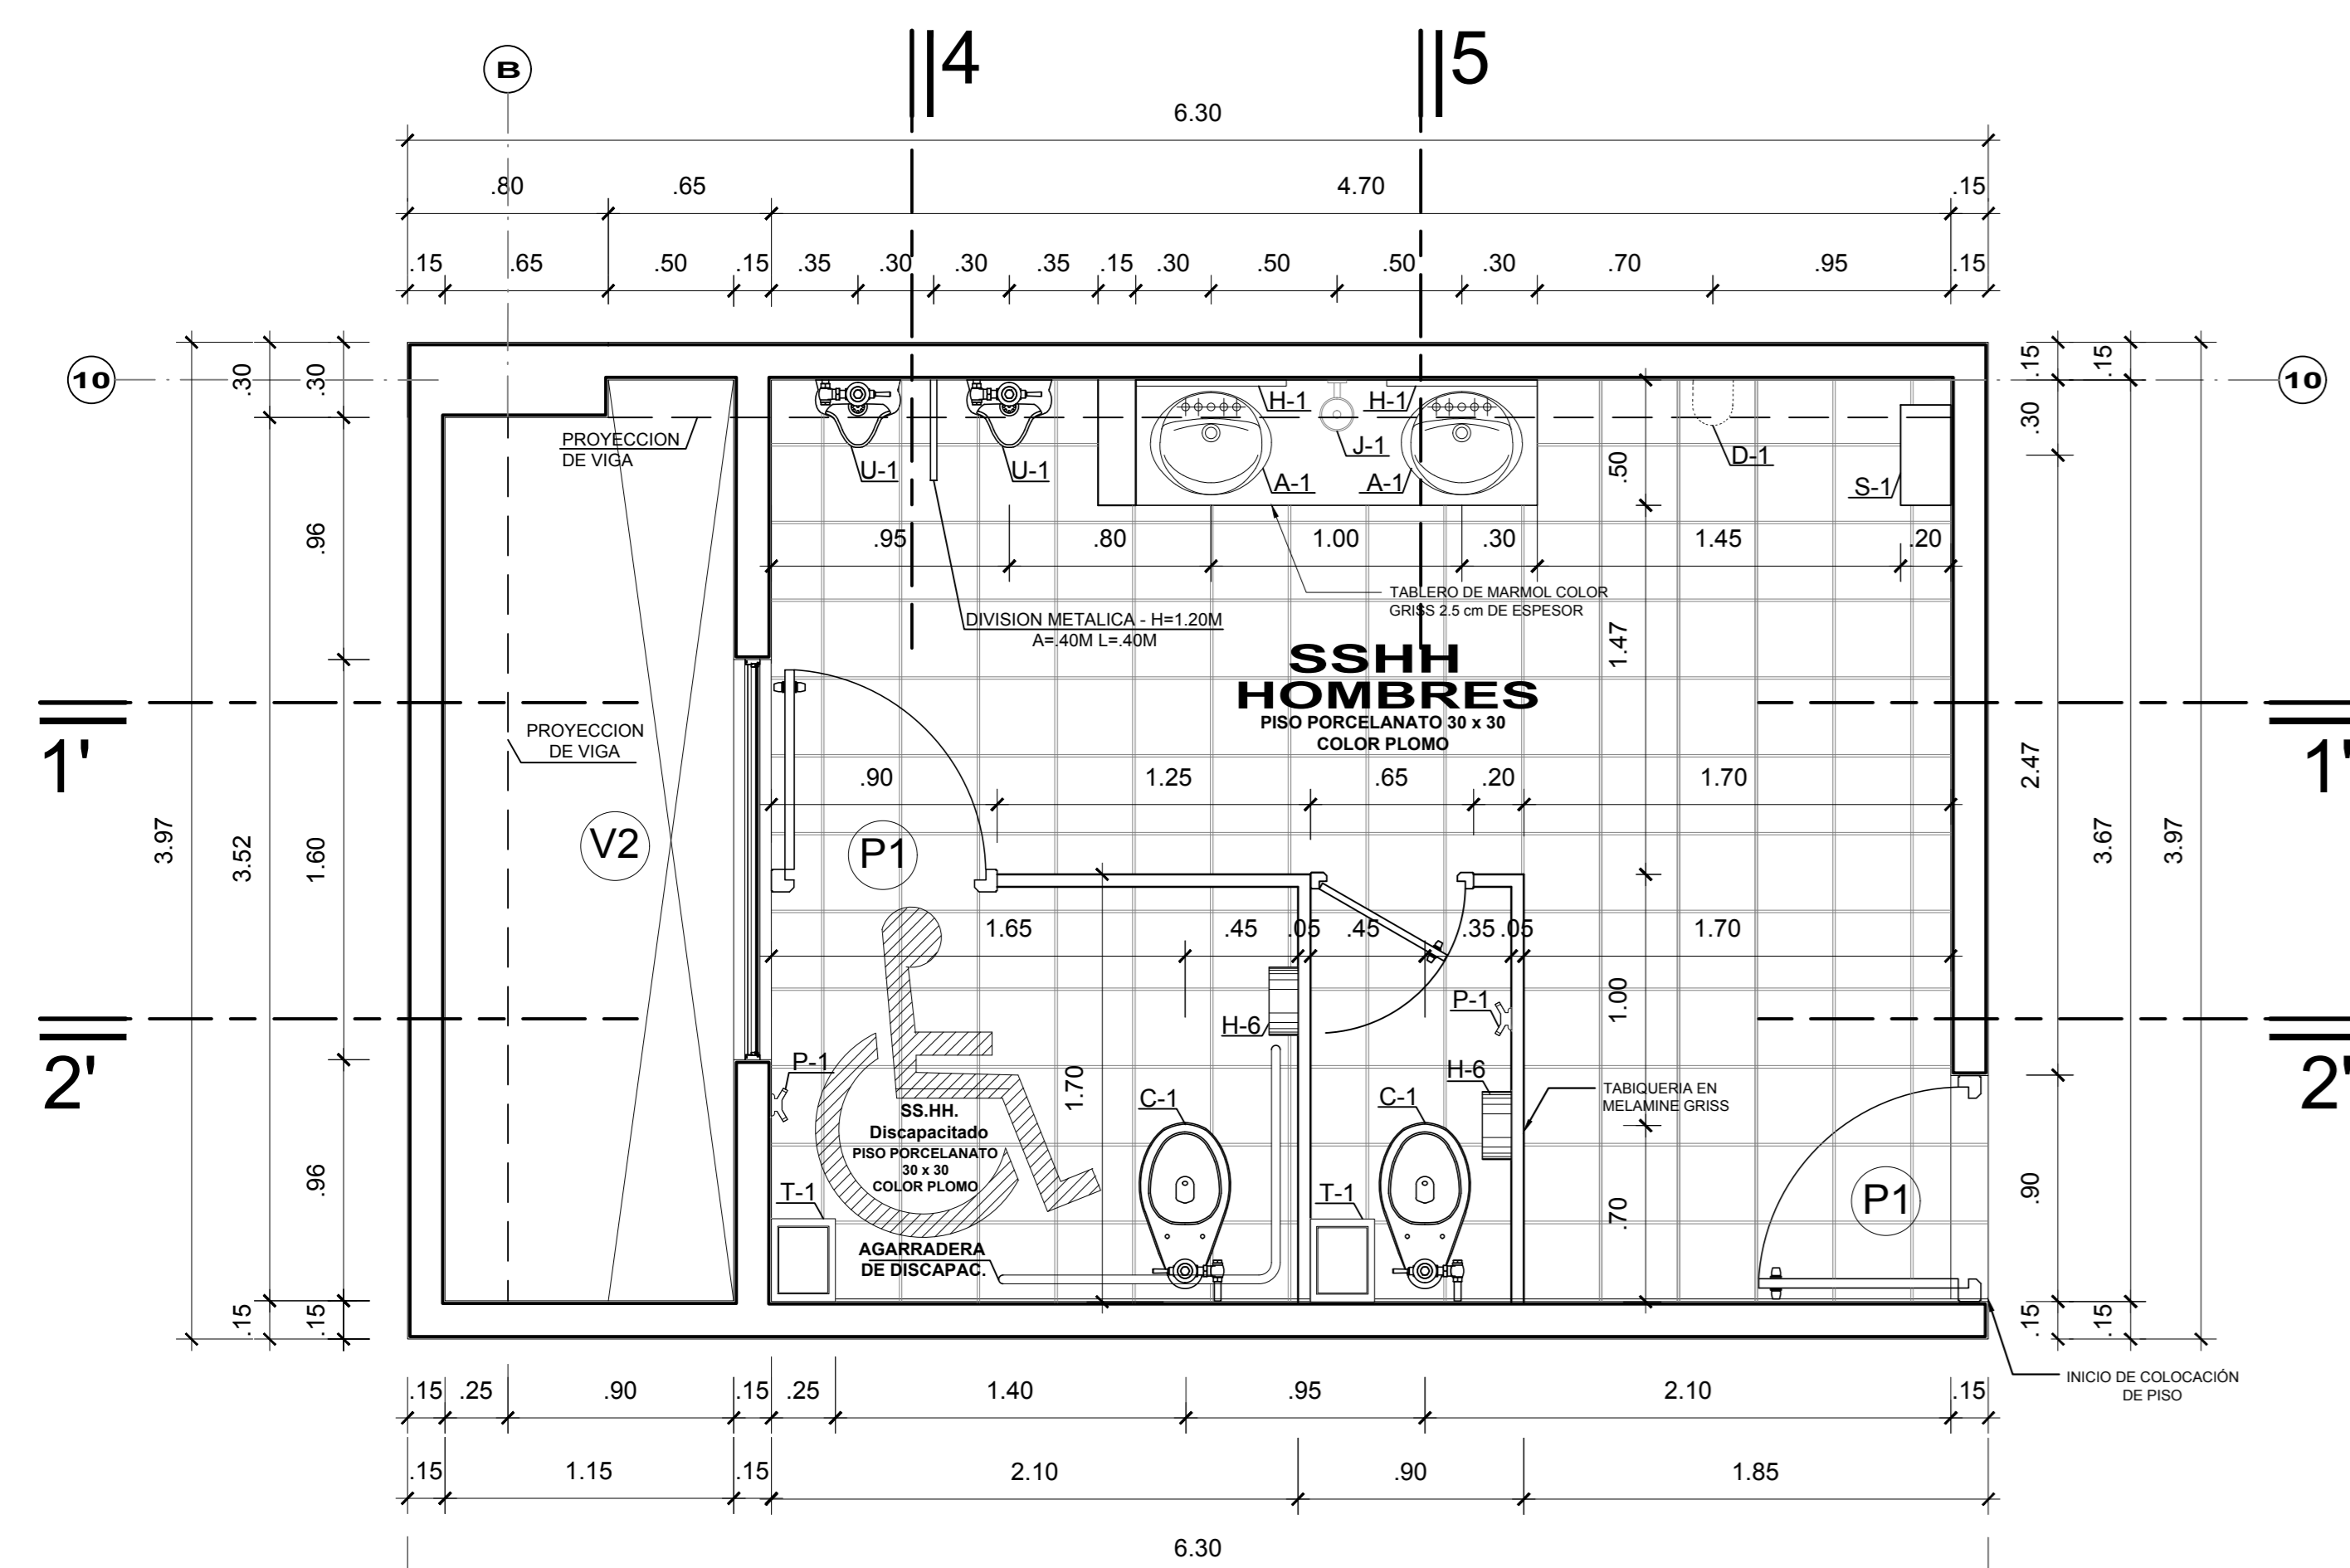 B
4
5
6.30
.80 .65 4.70 .15
.15 .65 .50 .15 .35 .30 .30 .35 .15 .30 .50 .50 .30 .70 .95 .15
10
10
3.97
.30
3.52
.15
.30
.96
1.60
.96
.15
.15
.30
2.47
.90
.15
.15
3.67
.15
3.97
PROYECCION
DE VIGA
U-1
U-1
H-1
H-1
J-1
A-1
A-1
D-1
S-1
.50
.95 .80 1.00 .30 1.45 .20
TABLERO DE MARMOL COLOR
GRISS 2.5 cm DE ESPESOR
DIVISION METALICA - H=1.20M
A=.40M L=.40M
1.47
SSHH
HOMBRES
PISO PORCELANATO 30 x 30
COLOR PLOMO
1'
1'
PROYECCION
DE VIGA
.90 1.25 .65 .20 1.70
V2
P1
1.65 .45 .05 .45 .35 .05 1.70
1.00
P-1
H-6
2'
2'
P-1
1.70
H-6
C-1
C-1
TABIQUERIA EN
MELAMINE GRISS
SS.HH.
Discapacitado
PISO PORCELANATO
30 x 30
COLOR PLOMO
T-1
T-1
.70
P1
AGARRADERA
DE DISCAPAC.
INICIO DE COLOCACIÓN
DE PISO
.15 .25 .90 .15 .25 1.40 .95 2.10 .15
.15 1.15 .15 2.10 .90 1.85
6.30